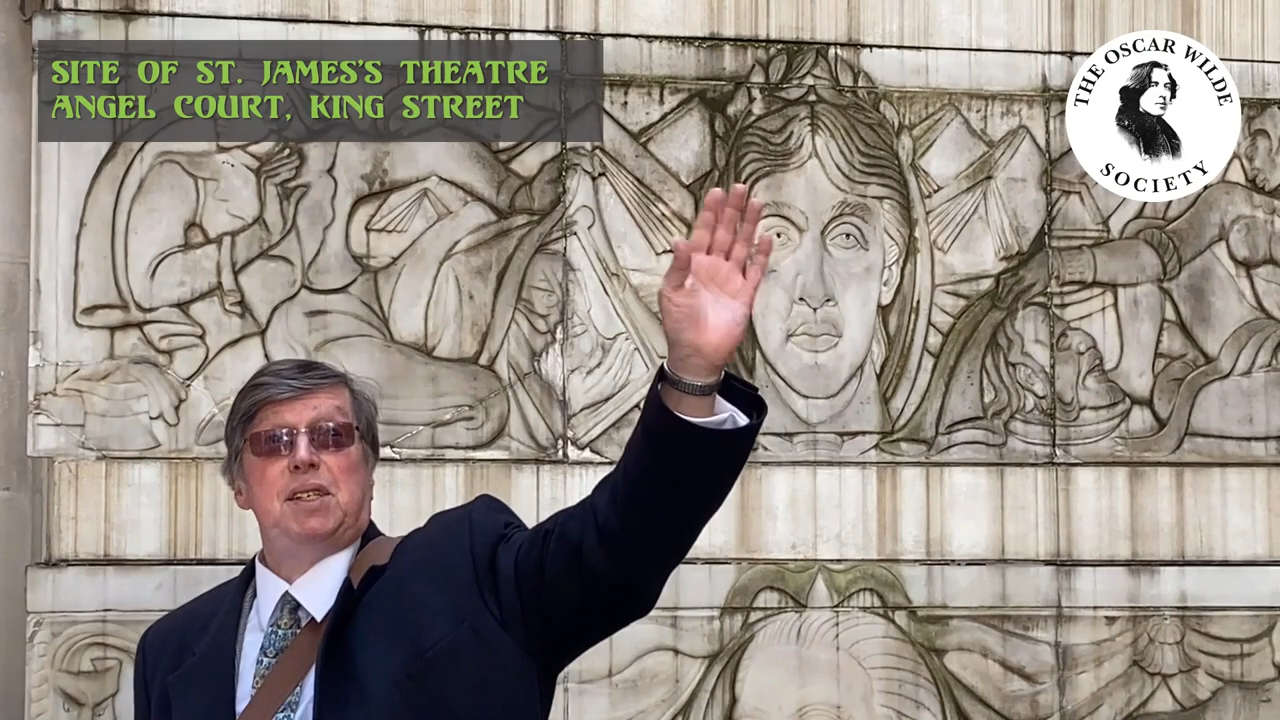 SITE OF ST. JAMES'S THEATRE
ANGEL COURT, KING STREET
THE OSCAR WILDE
SOCIETY